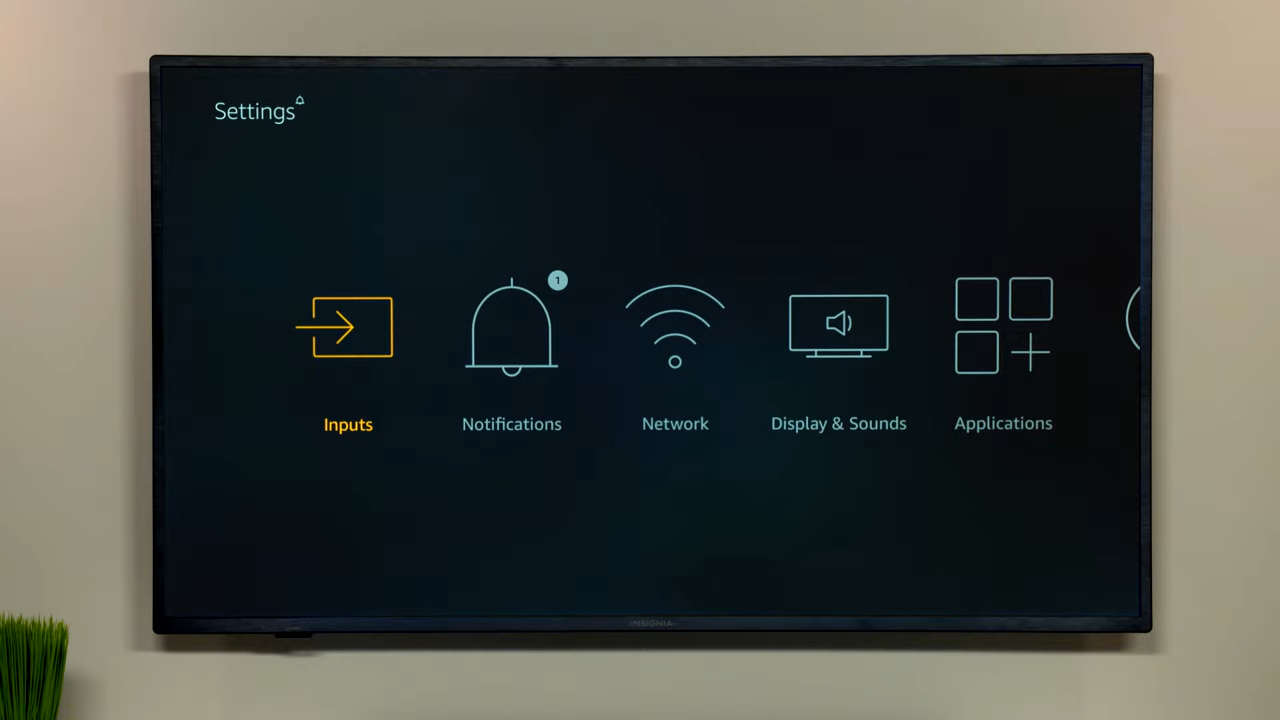 Settings
1
Inputs
Notifications
Network
Display & Sounds
Applications
INSIGNIA